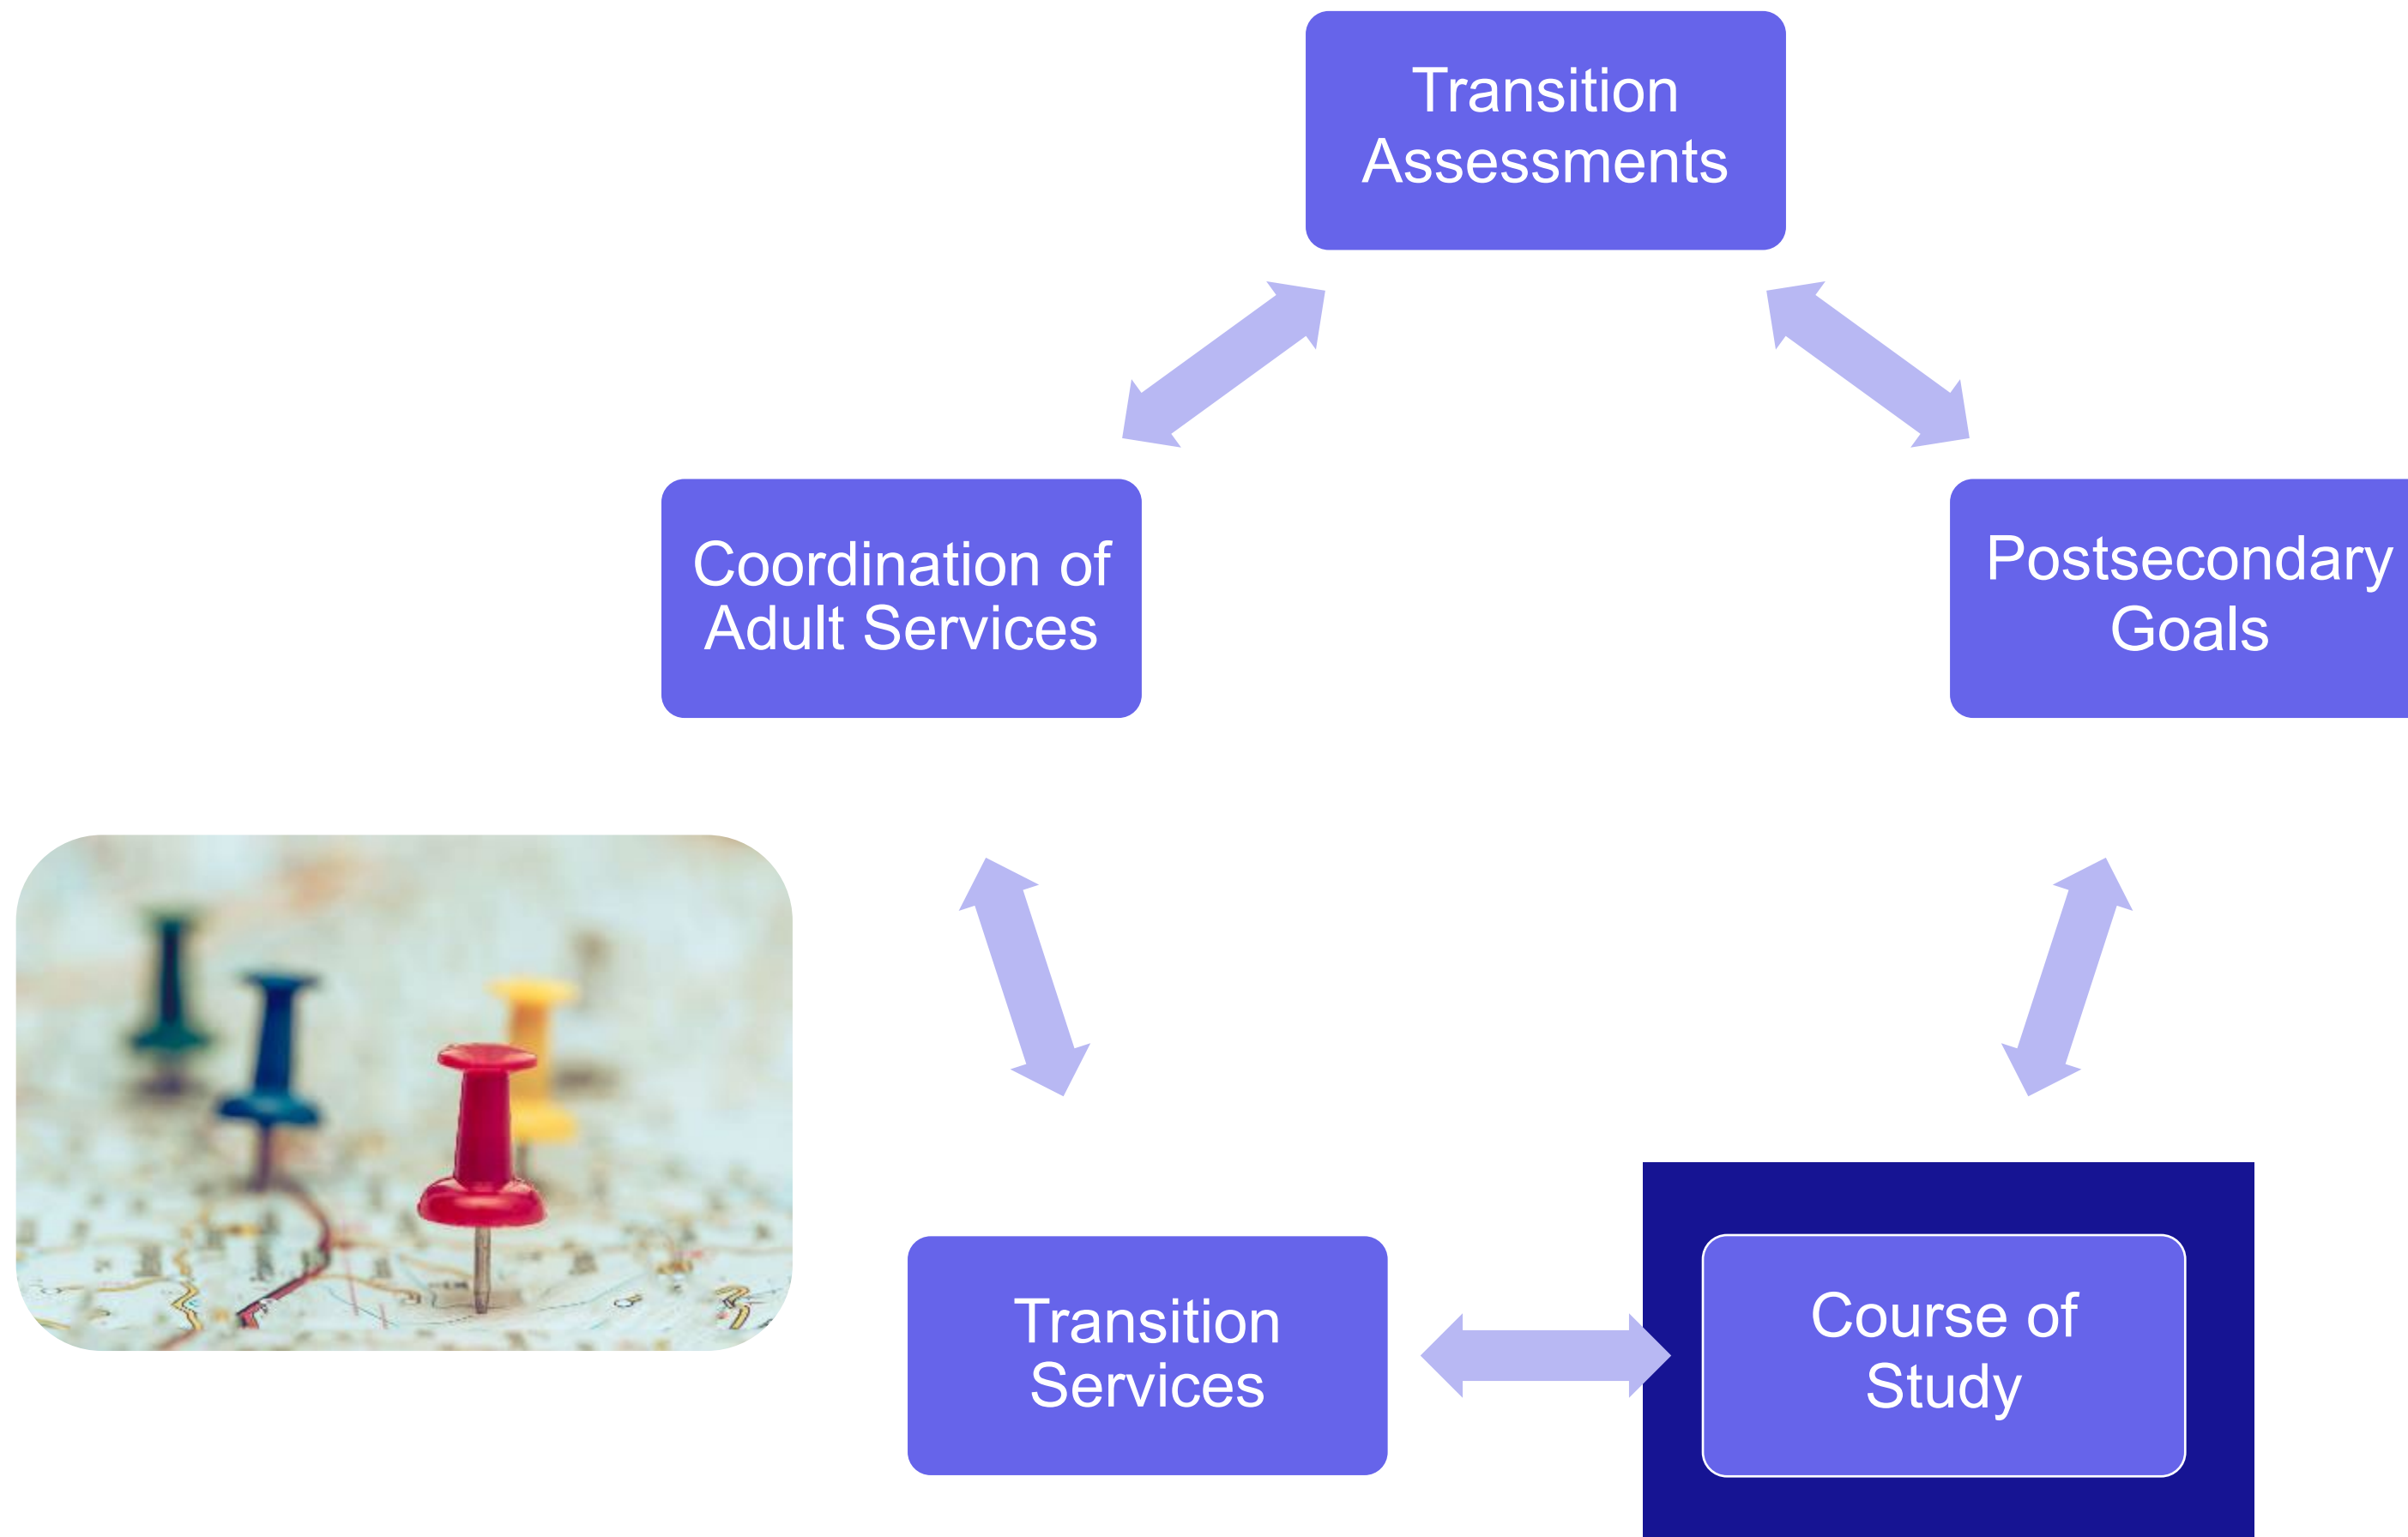 Transition
Assessments
Coordination of
Adult Services
Postsecondary
Goals
Transition
Services
Course of
Study